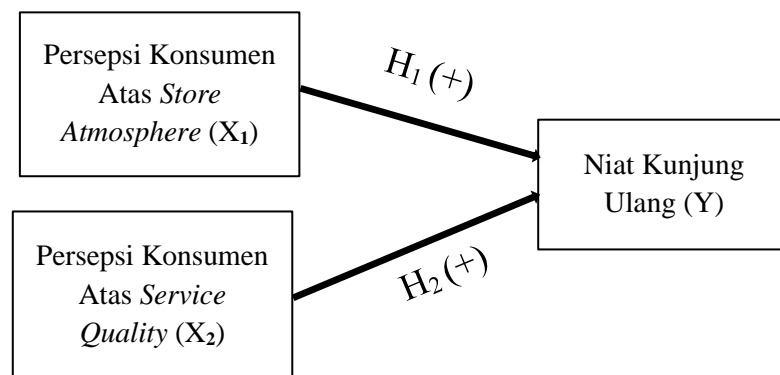 Persepsi Konsumen
Atas Store
Atmosphere (X₁)
H₁ (+)
Niat Kunjung
Ulang (Y)
Persepsi Konsumen
Atas Service
Quality (X₂)
H₂ (+)